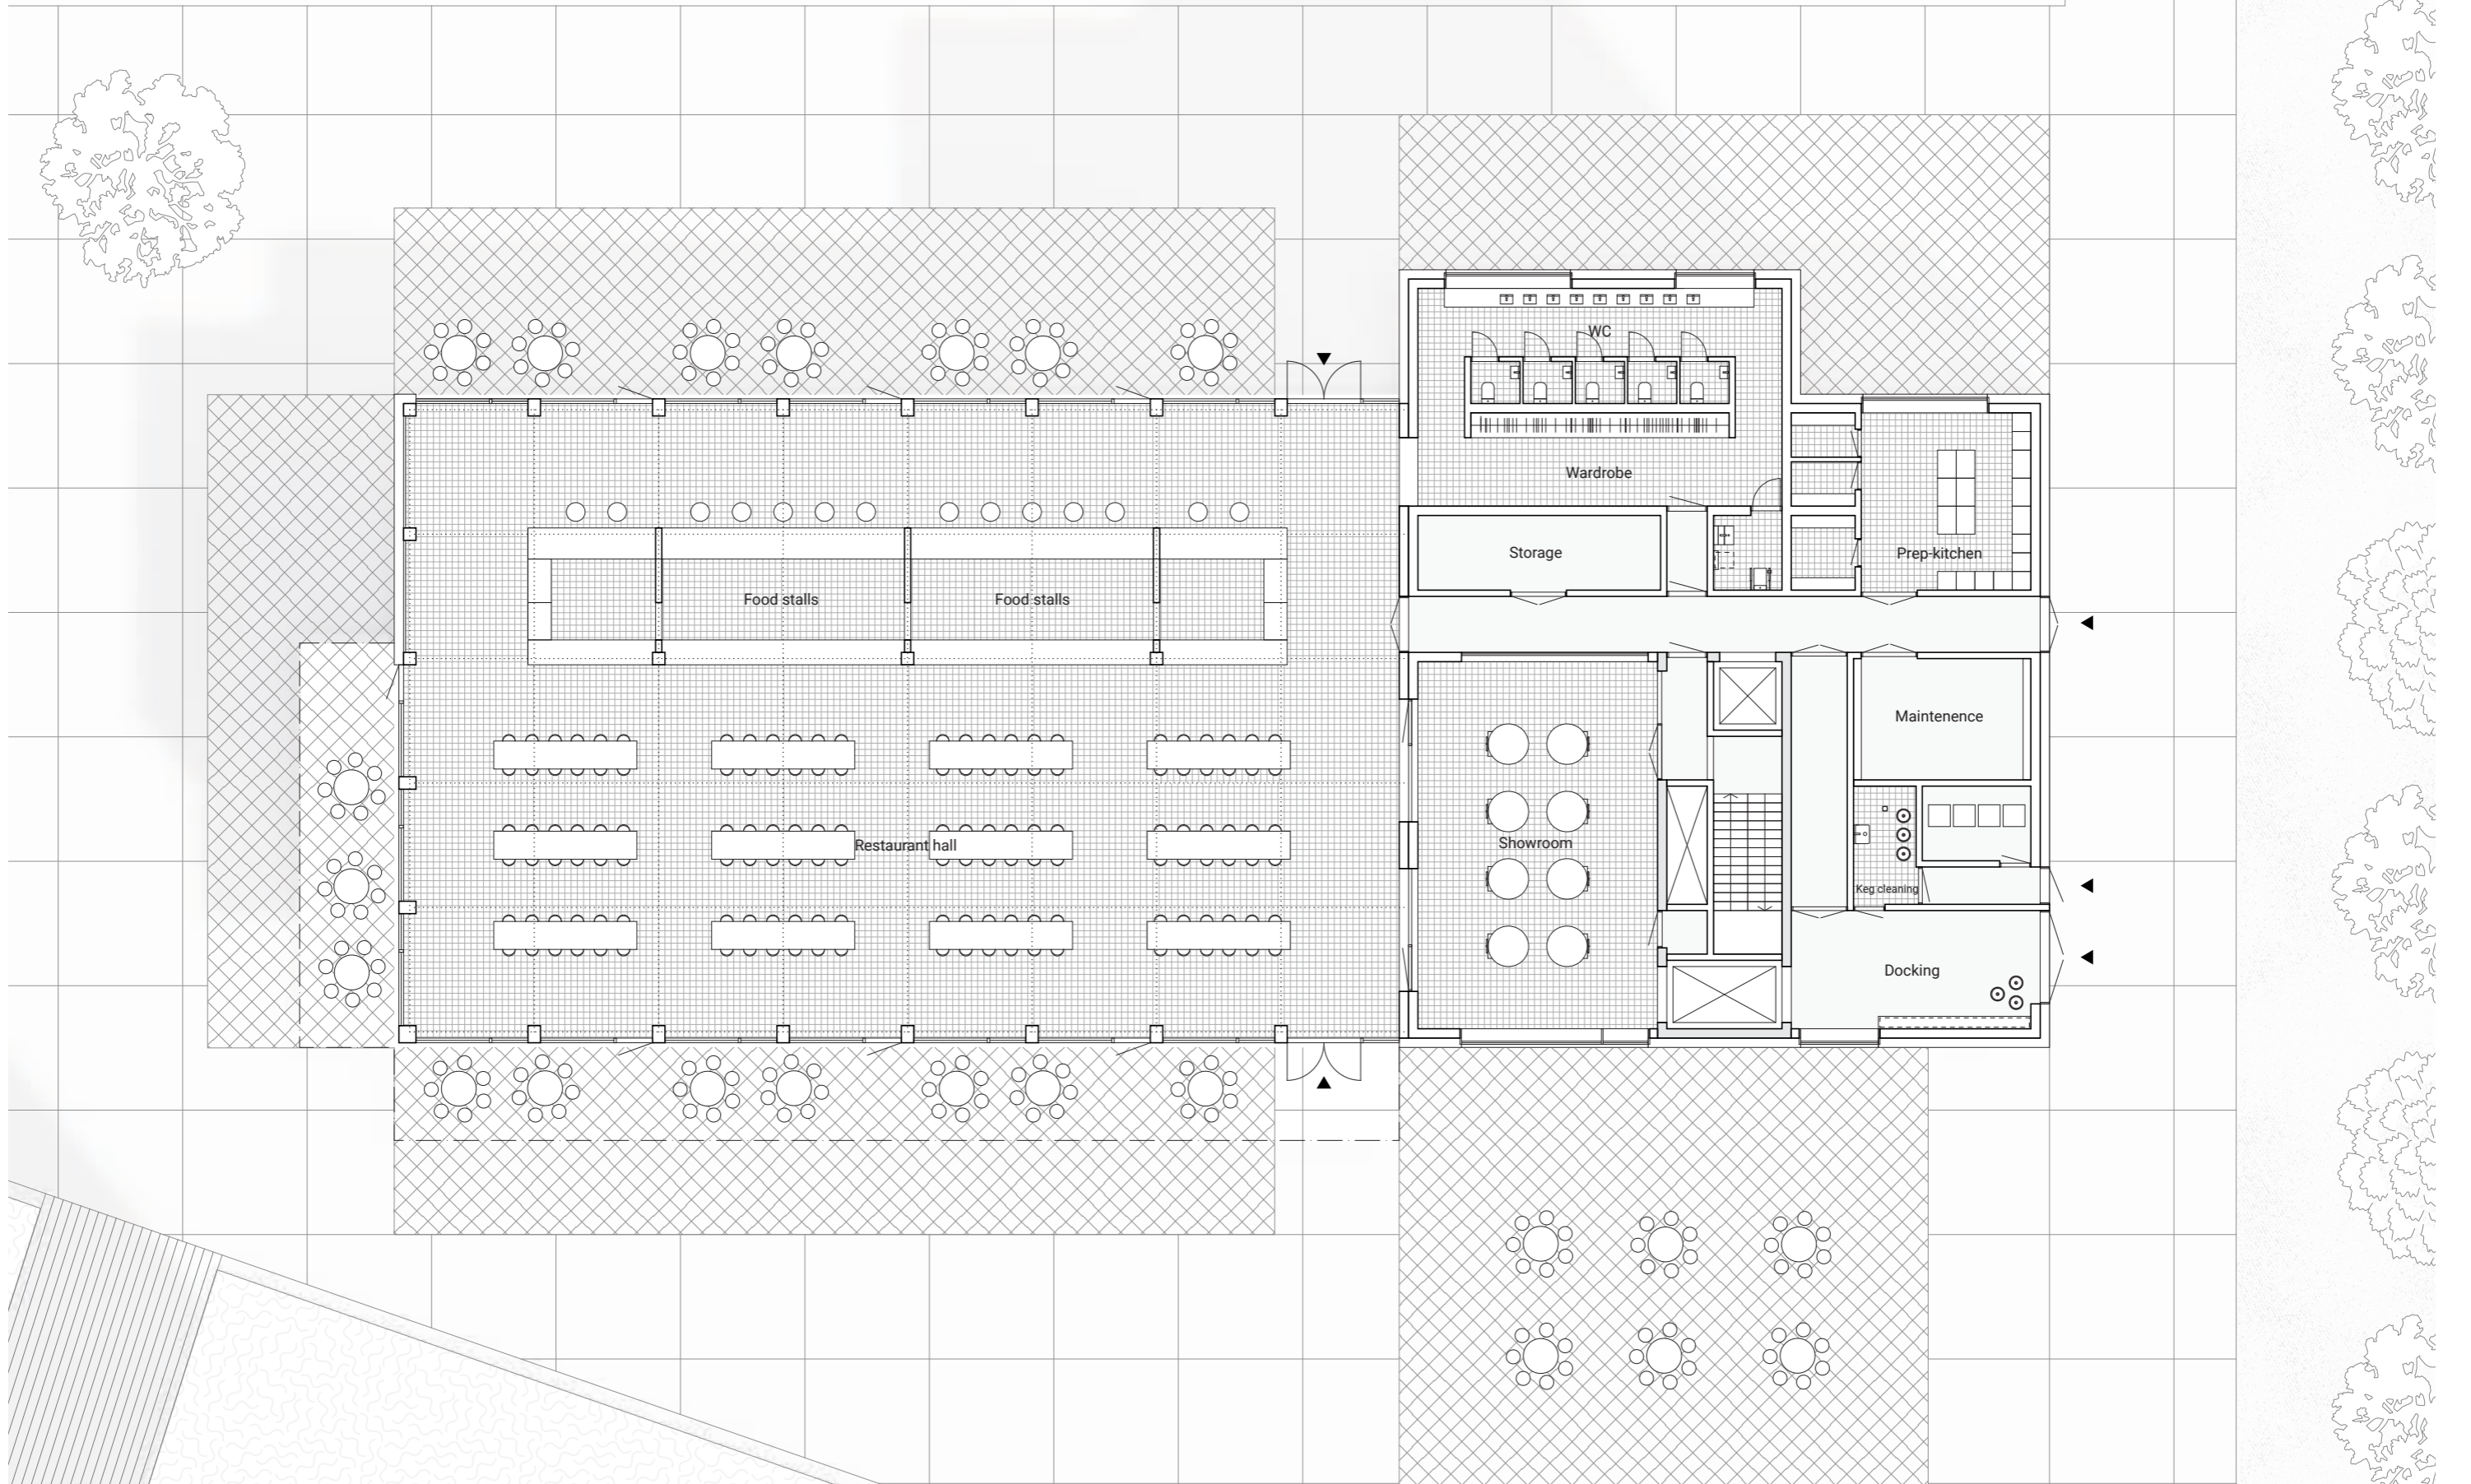 WC
Wardrobe
Storage
Prep-kitchen
Food stalls
Food stalls
Maintenence
Restaurant hall
Showroom
Keg cleaning
Docking